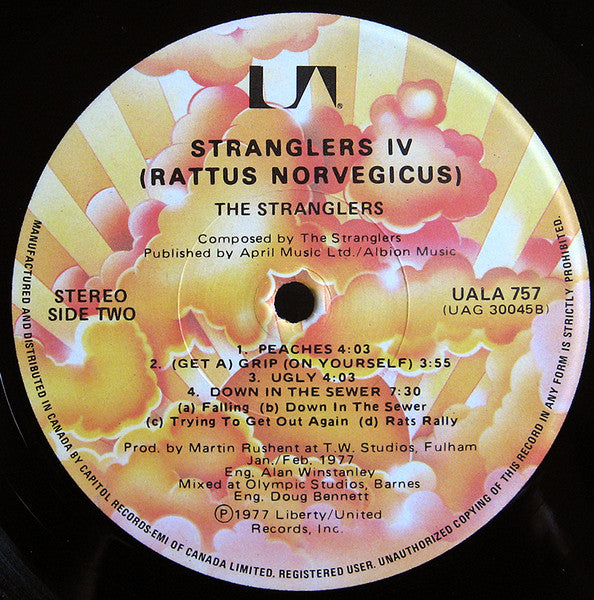 UA®
STRANGLERS IV
(RATTUS NORVEGICUS)
THE STRANGLERS
Composed by The Stranglers
Published by April Music Ltd./Albion Music
STEREO
SIDE TWO
UALA 757
(UAG 30045B)
1. PEACHES 4:03
2. (GET A) GRIP (ON YOURSELF) 3:55
3. UGLY 4:03
4. DOWN IN THE SEWER 7:30
(a) Falling (b) Down In The Sewer
(c) Trying To Get Out Again (d) Rats Rally
Prod. by Martin Rushent at T.W. Studios, Fulham
Jan./Feb. 1977
Eng. Alan Winstanley
Mixed at Olympic Studios, Barnes
Eng. Doug Bennett
Ⓟ1977 Liberty/United
Records, Inc.
MANUFACTURED AND DISTRIBUTED IN CANADA BY CAPITOL RECORDS-EMI OF CANADA LIMITED. REGISTERED USER. UNAUTHORIZED COPYING OF THIS RECORD IN ANY FORM IS STRICTLY PROHIBITED.